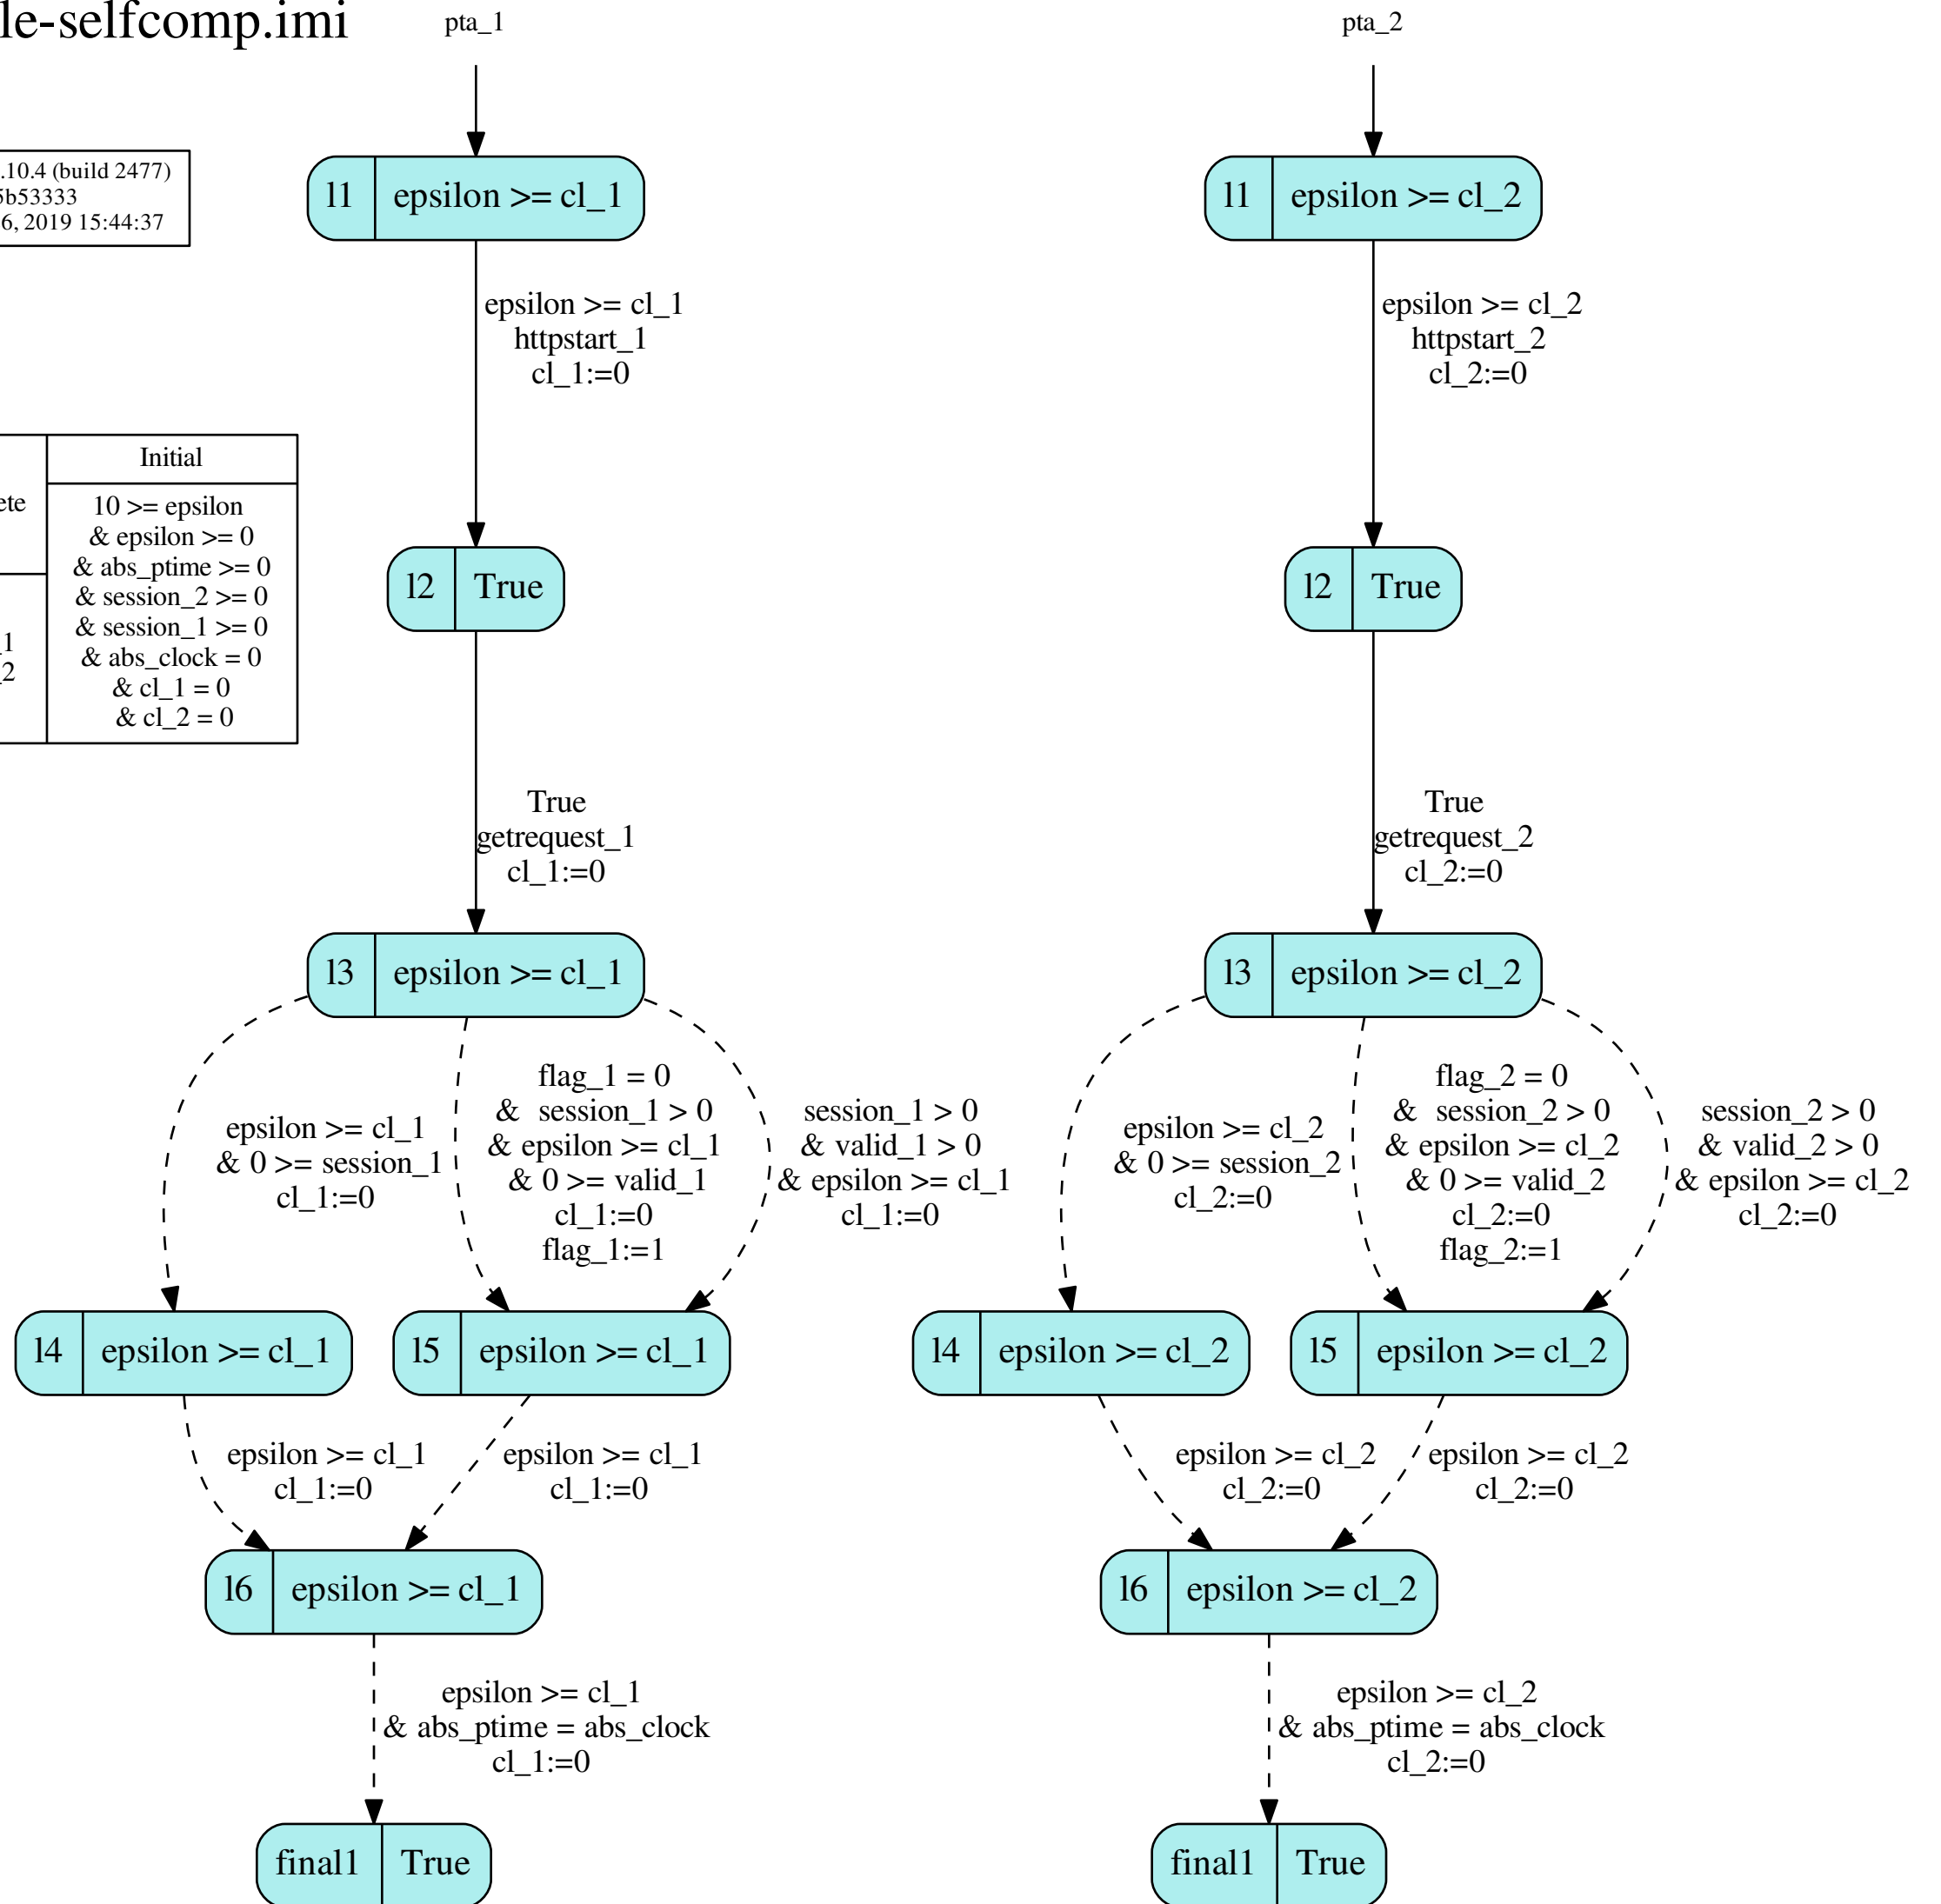 le-selfcomp.imi
.10.4 (build 2477)
5b53333
6, 2019 15:44:37
ete
_1
_2
Initial
10 >= epsilon
& epsilon >= 0
& abs_ptime >= 0
& session_2 >= 0
& session_1 >= 0
& abs_clock = 0
& cl_1 = 0
& cl_2 = 0
pta_1
l1 epsilon >= cl_1
epsilon >= cl_1
httpstart_1
cl_1:=0
l2 True
True
getrequest_1
cl_1:=0
l3 epsilon >= cl_1
epsilon >= cl_1
& 0 >= session_1
cl_1:=0
flag_1 = 0
& session_1 > 0
& epsilon >= cl_1
& 0 >= valid_1
cl_1:=0
flag_1:=1
session_1 > 0
& valid_1 > 0
& epsilon >= cl_1
cl_1:=0
l4 epsilon >= cl_1
l5 epsilon >= cl_1
epsilon >= cl_1
cl_1:=0
epsilon >= cl_1
cl_1:=0
l6 epsilon >= cl_1
epsilon >= cl_1
& abs_ptime = abs_clock
cl_1:=0
final1 True
pta_2
l1 epsilon >= cl_2
epsilon >= cl_2
httpstart_2
cl_2:=0
l2 True
True
getrequest_2
cl_2:=0
l3 epsilon >= cl_2
epsilon >= cl_2
& 0 >= session_2
cl_2:=0
flag_2 = 0
& session_2 > 0
& epsilon >= cl_2
& 0 >= valid_2
cl_2:=0
flag_2:=1
session_2 > 0
& valid_2 > 0
& epsilon >= cl_2
cl_2:=0
l4 epsilon >= cl_2
l5 epsilon >= cl_2
epsilon >= cl_2
cl_2:=0
epsilon >= cl_2
cl_2:=0
l6 epsilon >= cl_2
epsilon >= cl_2
& abs_ptime = abs_clock
cl_2:=0
final1 True